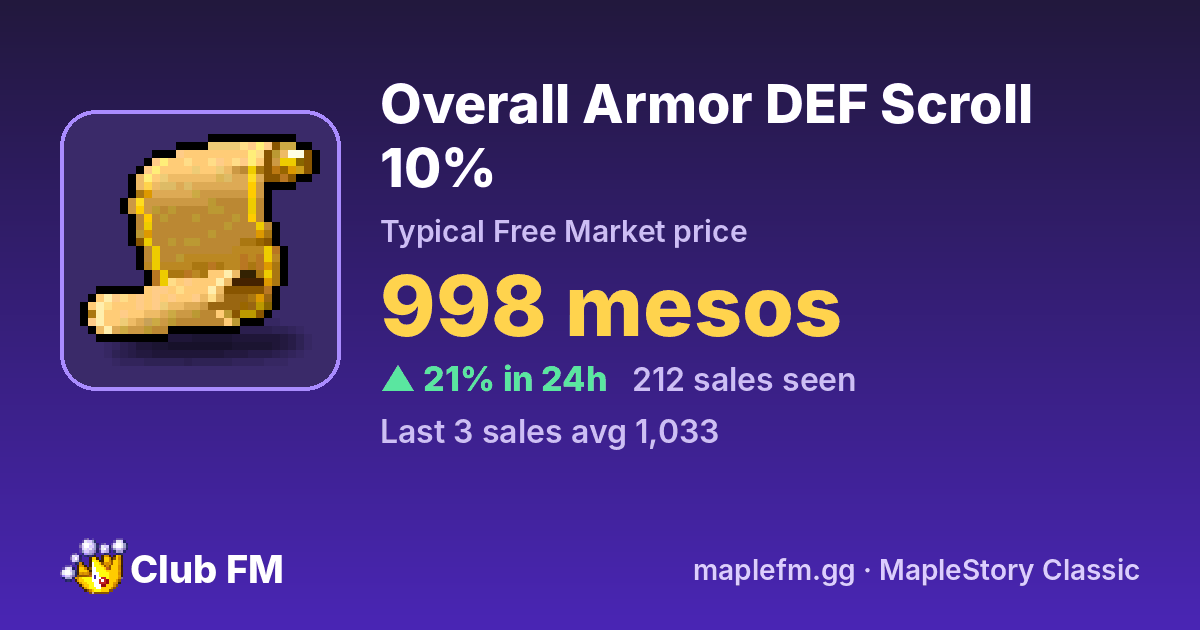 Overall Armor DEF Scroll
10%
Typical Free Market price
998 mesos
▲ 21% in 24h 212 sales seen
Last 3 sales avg 1,033
Club FM
maplefm.gg · MapleStory Classic